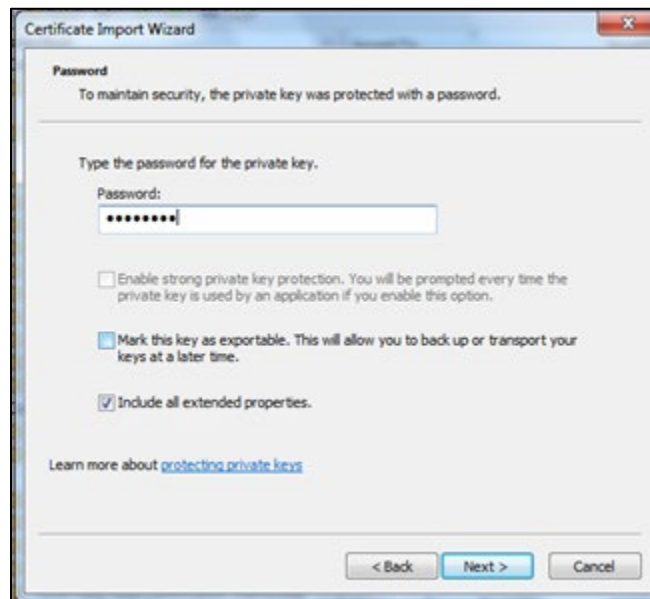 Certificate Import Wizard
Password
To maintain security, the private key was protected with a password.
Type the password for the private key.
Password:
••••••••
Enable strong private key protection. You will be prompted every time the
private key is used by an application if you enable this option.
Mark this key as exportable. This will allow you to back up or transport your
keys at a later time.
Include all extended properties.
Learn more about protecting private keys
< Back Next > Cancel